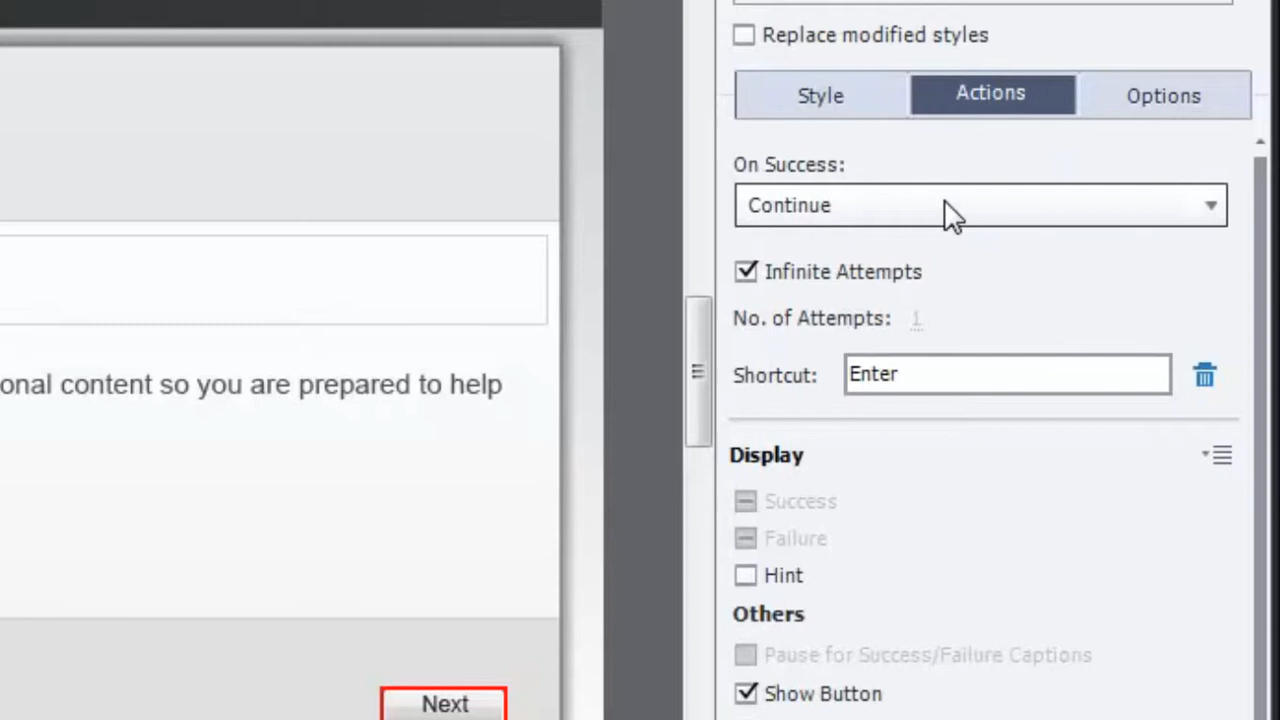 Replace modified styles
Style Actions Options
On Success:
Continue
Infinite Attempts
No. of Attempts: 1
Shortcut: Enter
onal content so you are prepared to help
Display
Success
Failure
Hint
Others
Pause for Success/Failure Captions
Show Button
Next